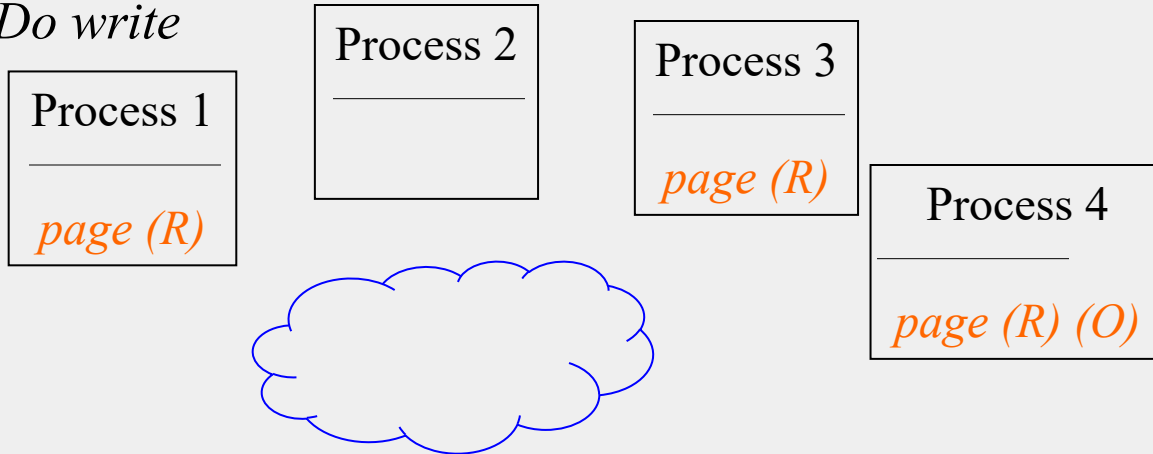 Do write
Process 1
page (R)
Process 2
Process 3
page (R)
Process 4
page (R) (O)